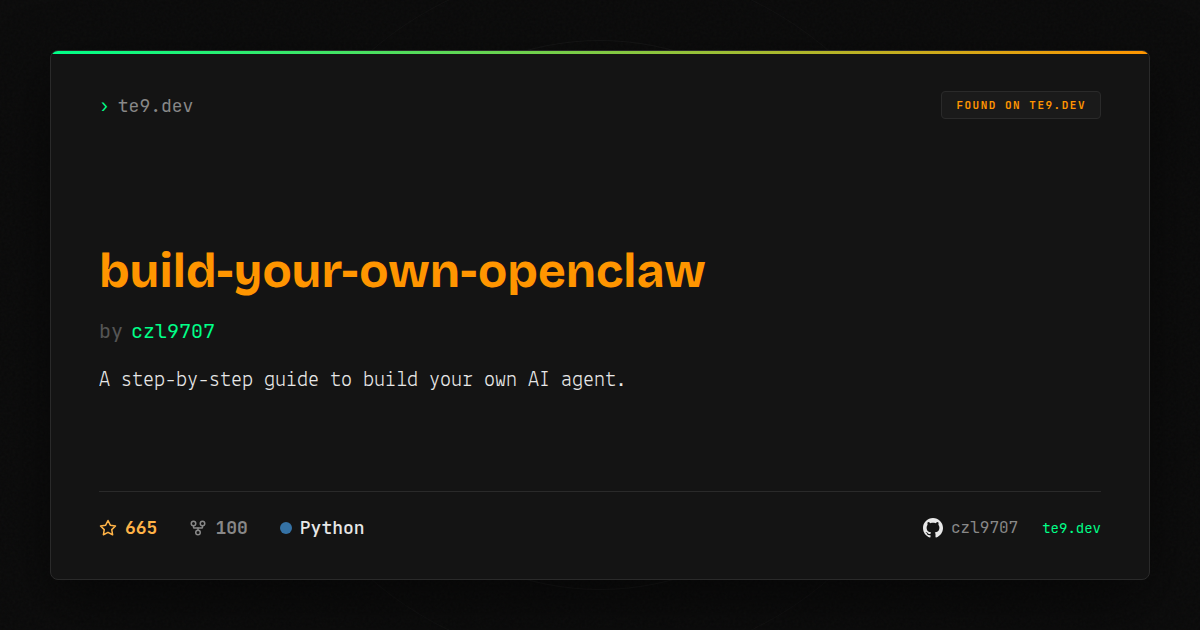 › te9.dev
FOUND ON TE9.DEV
build-your-own-openclaw
by czl9707
A step-by-step guide to build your own AI agent.
665 100 Python
czl9707 te9.dev